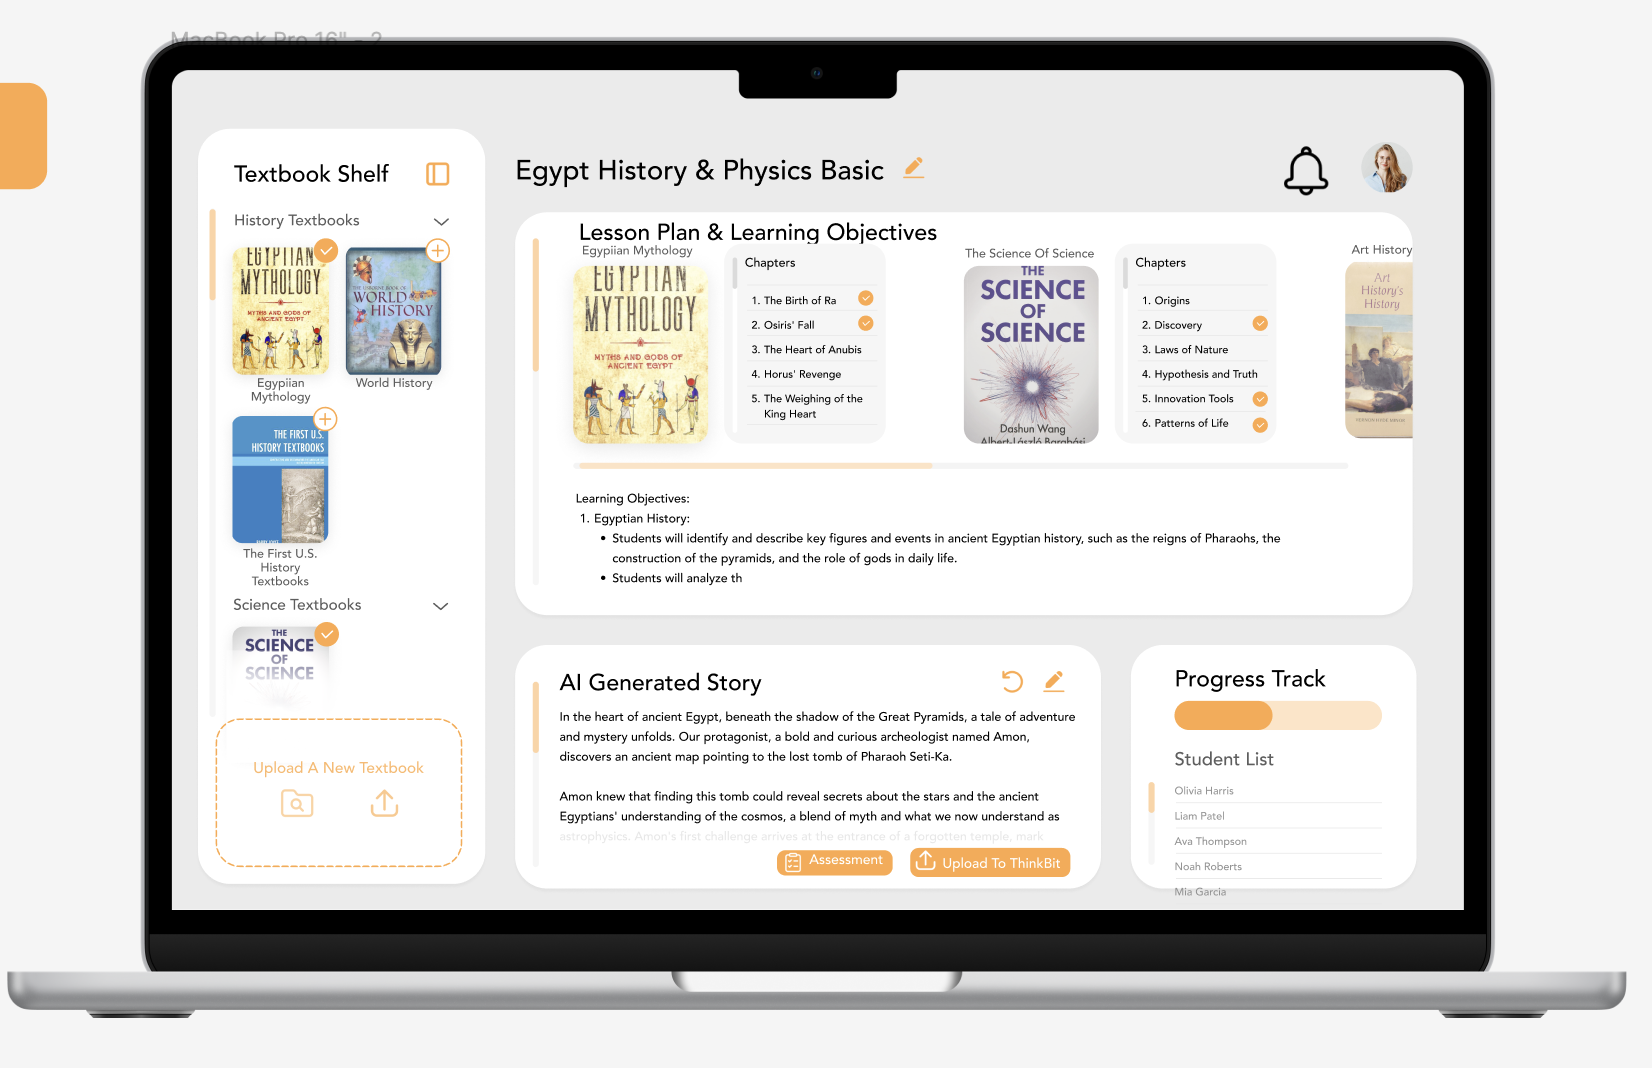 MacBook Pro 16" - 2
Textbook Shelf
History Textbooks
EGYPTIAN
MYTHOLOGY
MYTHS AND GODS OF
ANCIENT EGYPT
Egypiian
Mythology
THE USBORNE BOOK OF
WORLD
HISTORY
World History
THE FIRST U.S.
HISTORY TEXTBOOKS
BARRY JOYCE
The First U.S.
History
Textbooks
Science Textbooks
THE
SCIENCE
OF
SCIENCE
Upload A New Textbook
Egypt History & Physics Basic
Lesson Plan & Learning Objectives
Egypiian Mythology
EGYPTIAN
MYTHOLOGY
MYTHS AND GODS OF
ANCIENT EGYPT
Chapters
1. The Birth of Ra
2. Osiris' Fall
3. The Heart of Anubis
4. Horus' Revenge
5. The Weighing of the
King Heart
The Science Of Science
THE
SCIENCE
OF
SCIENCE
Dashun Wang
Albert-László Barabási
Chapters
1. Origins
2. Discovery
3. Laws of Nature
4. Hypothesis and Truth
5. Innovation Tools
6. Patterns of Life
Art History
Art
History's
History
Learning Objectives:
1. Egyptian History:
• Students will identify and describe key figures and events in ancient Egyptian history, such as the reigns of Pharaohs, the
construction of the pyramids, and the role of gods in daily life.
• Students will analyze th
AI Generated Story
In the heart of ancient Egypt, beneath the shadow of the Great Pyramids, a tale of adventure
and mystery unfolds. Our protagonist, a bold and curious archeologist named Amon,
discovers an ancient map pointing to the lost tomb of Pharaoh Seti-Ka.
Amon knew that finding this tomb could reveal secrets about the stars and the ancient
Egyptians' understanding of the cosmos, a blend of myth and what we now understand as
astrophysics. Amon's first challenge arrives at the entrance of a forgotten temple, mark
Assessment
Upload To ThinkBit
Progress Track
Student List
Olivia Harris
Liam Patel
Ava Thompson
Noah Roberts
Mia Garcia